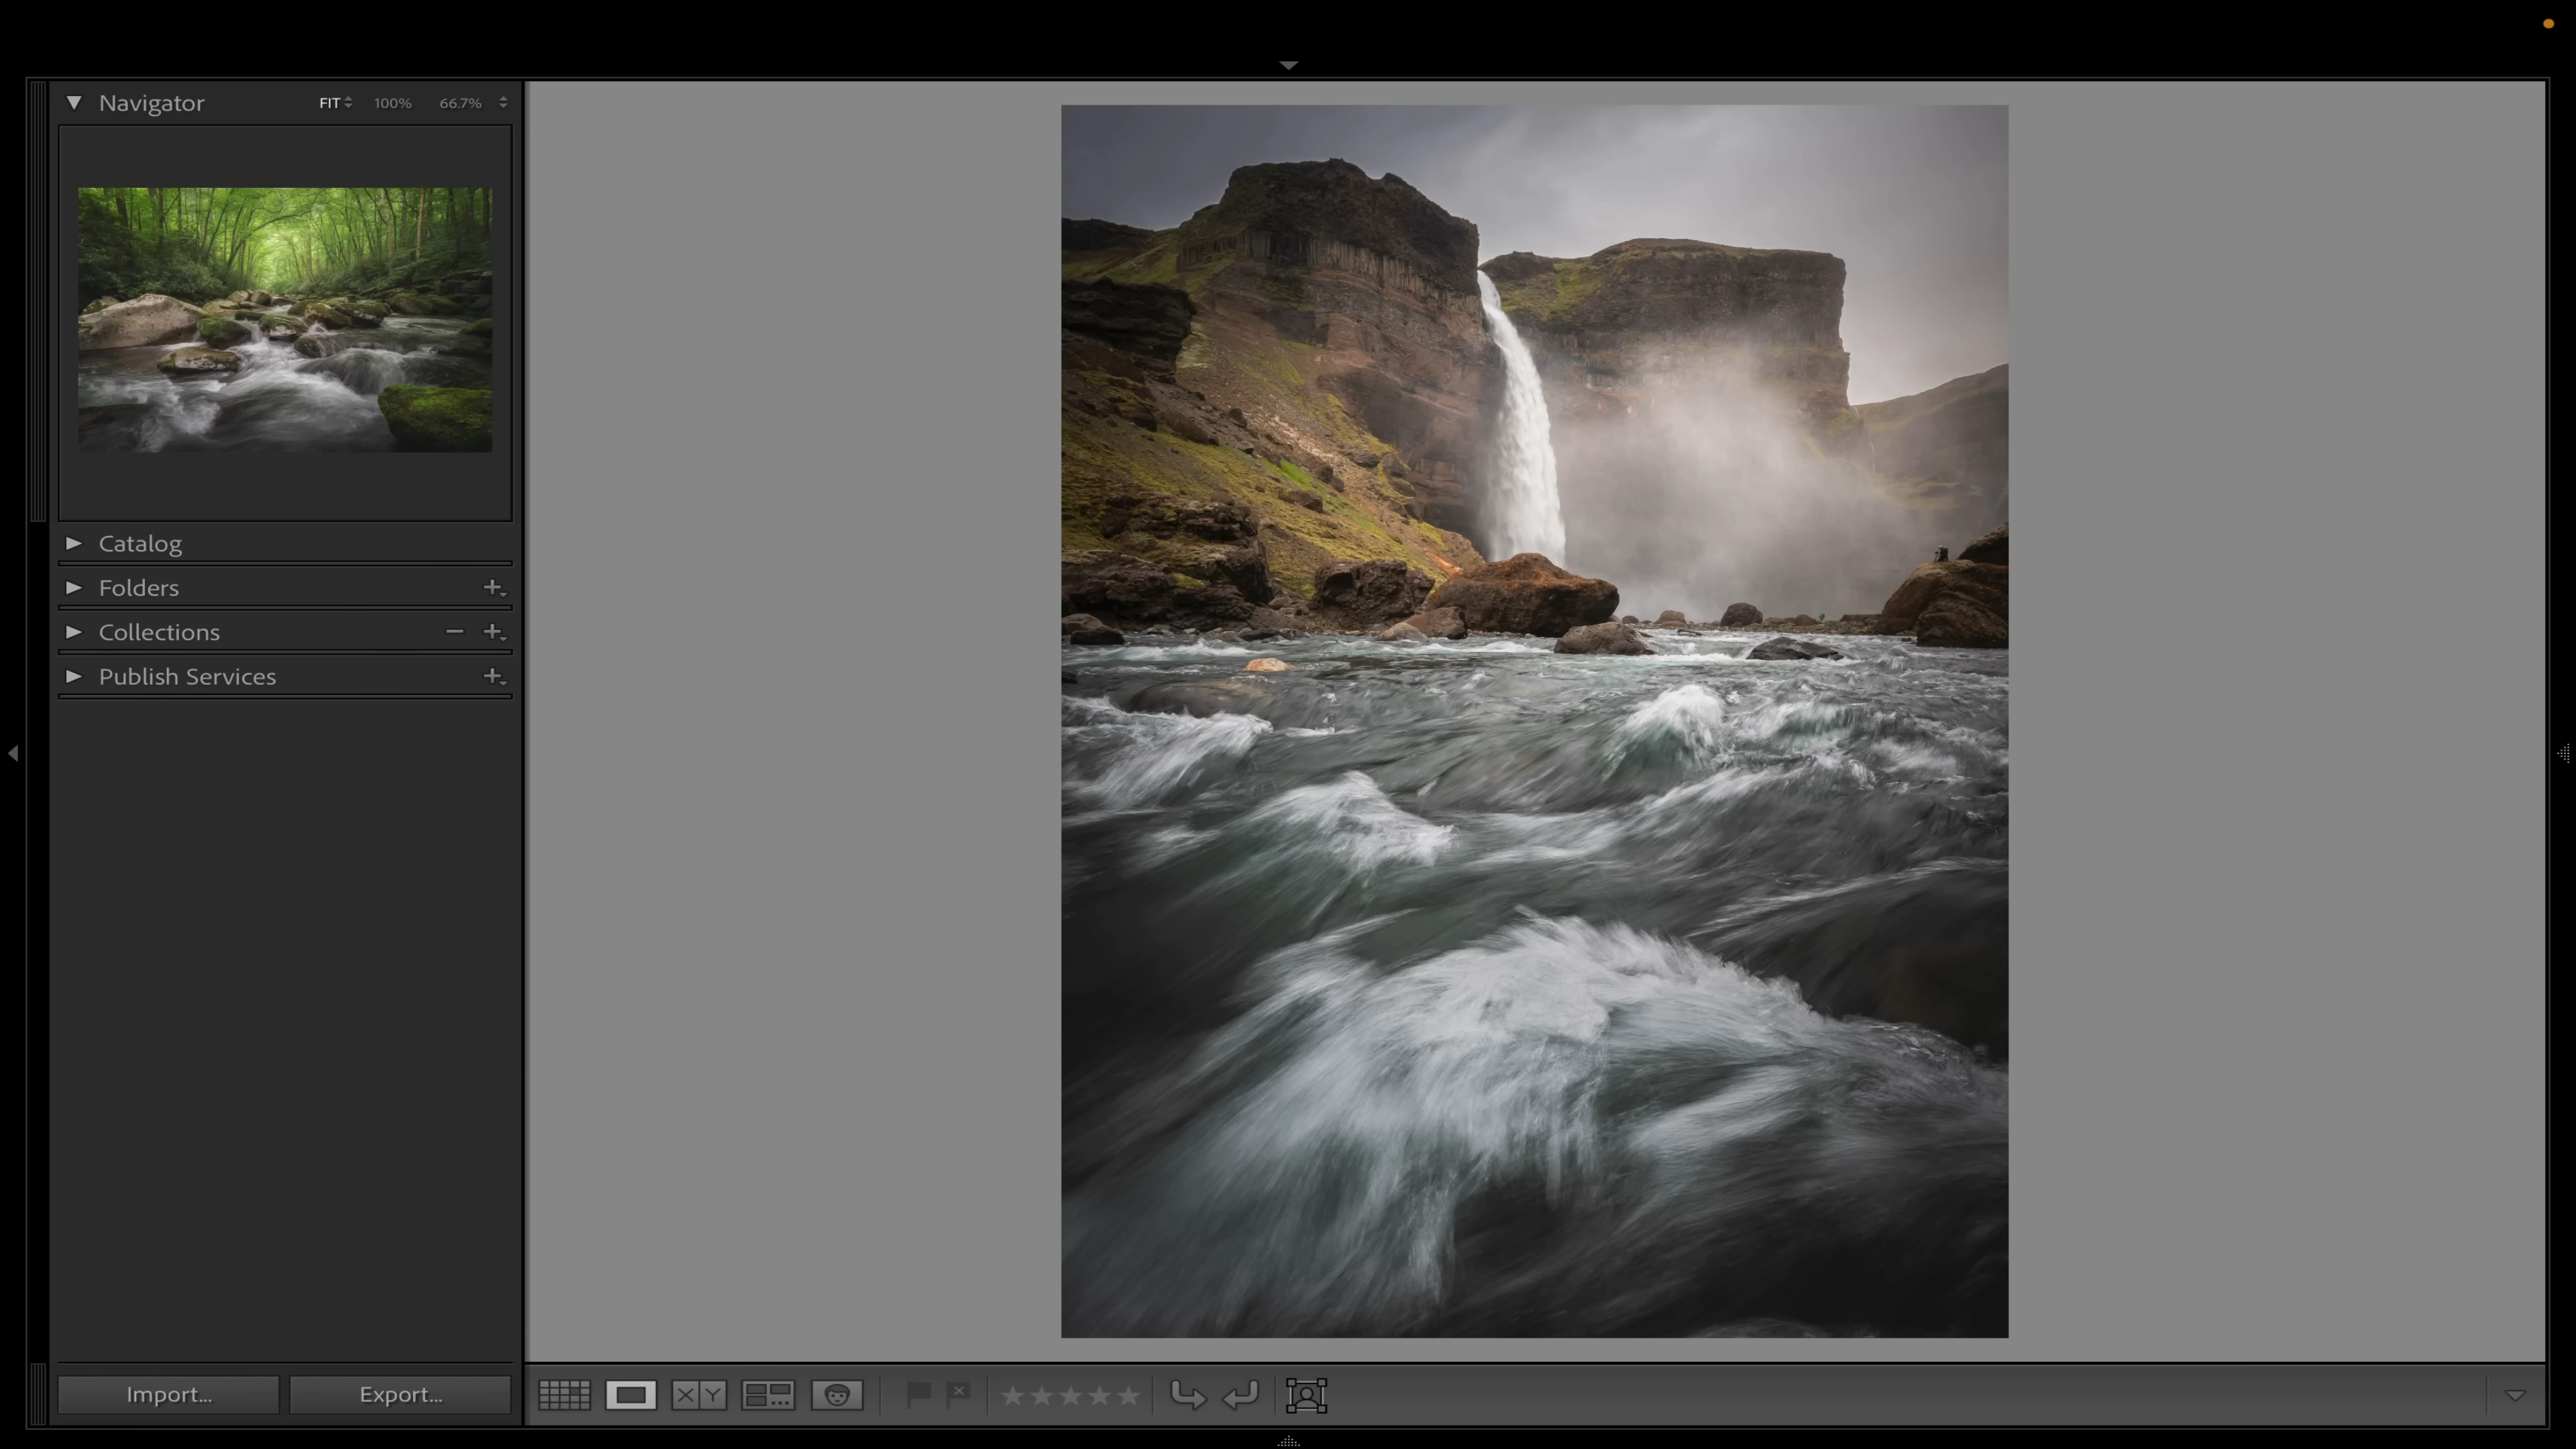 Navigator FIT 100% 66.7%
Catalog
Folders
Collections
Publish Services
Import... Export... X Y